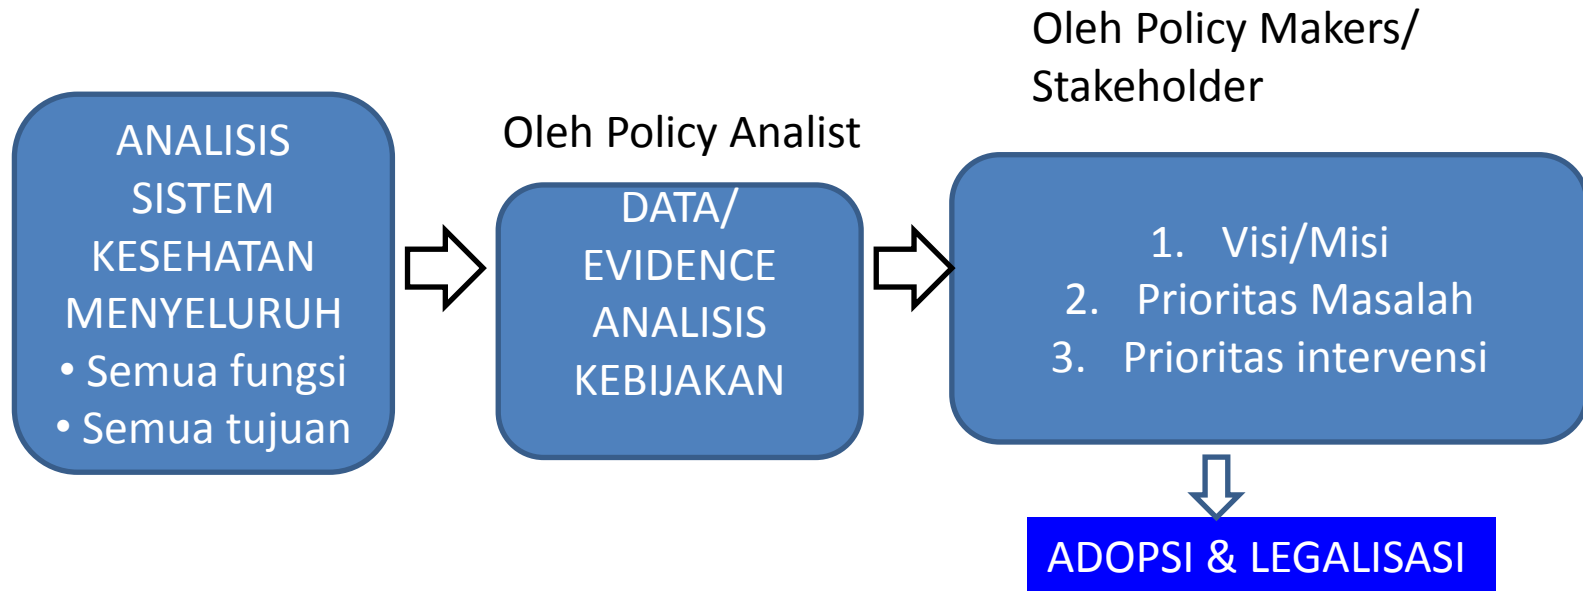 ANALISIS
SISTEM
KESEHATAN
MENYELURUH
• Semua fungsi
• Semua tujuan
Oleh Policy Analist
DATA/
EVIDENCE
ANALISIS
KEBIJAKAN
Oleh Policy Makers/
Stakeholder
1. Visi/Misi
2. Prioritas Masalah
3. Prioritas intervensi
ADOPSI & LEGALISASI